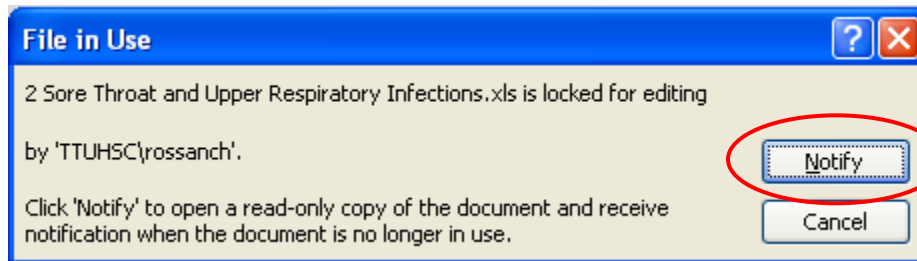 File in Use
2 Sore Throat and Upper Respiratory Infections.xls is locked for editing
by 'TTUHSC\rossanch'.
Notify
Click 'Notify' to open a read-only copy of the document and receive
notification when the document is no longer in use.
Cancel